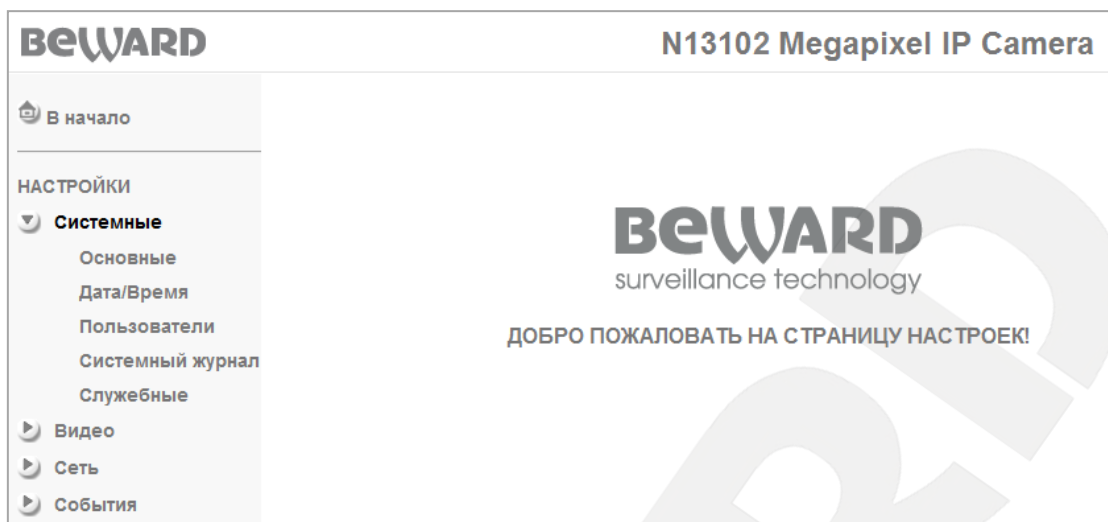 BEWARD
N13102 Megapixel IP Camera
В начало
НАСТРОЙКИ
Системные
Основные
Дата/Время
Пользователи
Системный журнал
Служебные
Видео
Сеть
События
BEWARD
surveillance technology
ДОБРО ПОЖАЛОВАТЬ НА СТРАНИЦУ НАСТРОЕК!
RD